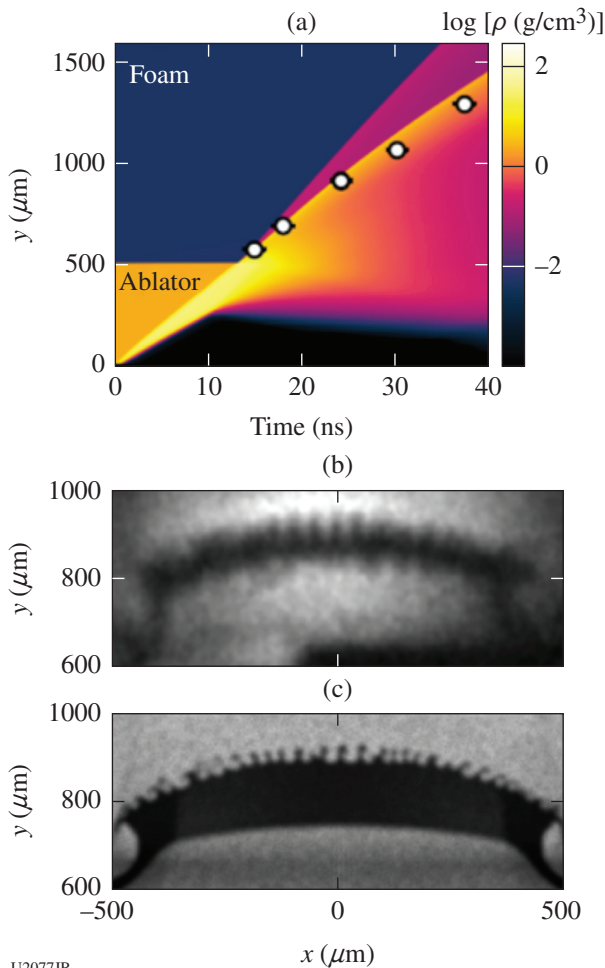 (a)
log [ρ (g/cm³)]
1500
1000
500
0
y (μm)
Foam
Ablator
2
0
−2
0 10 20 30 40
Time (ns)
(b)
1000
800
600
y (μm)
(c)
1000
800
600
y (μm)
−500 0 500
x (μm)
U2077JR